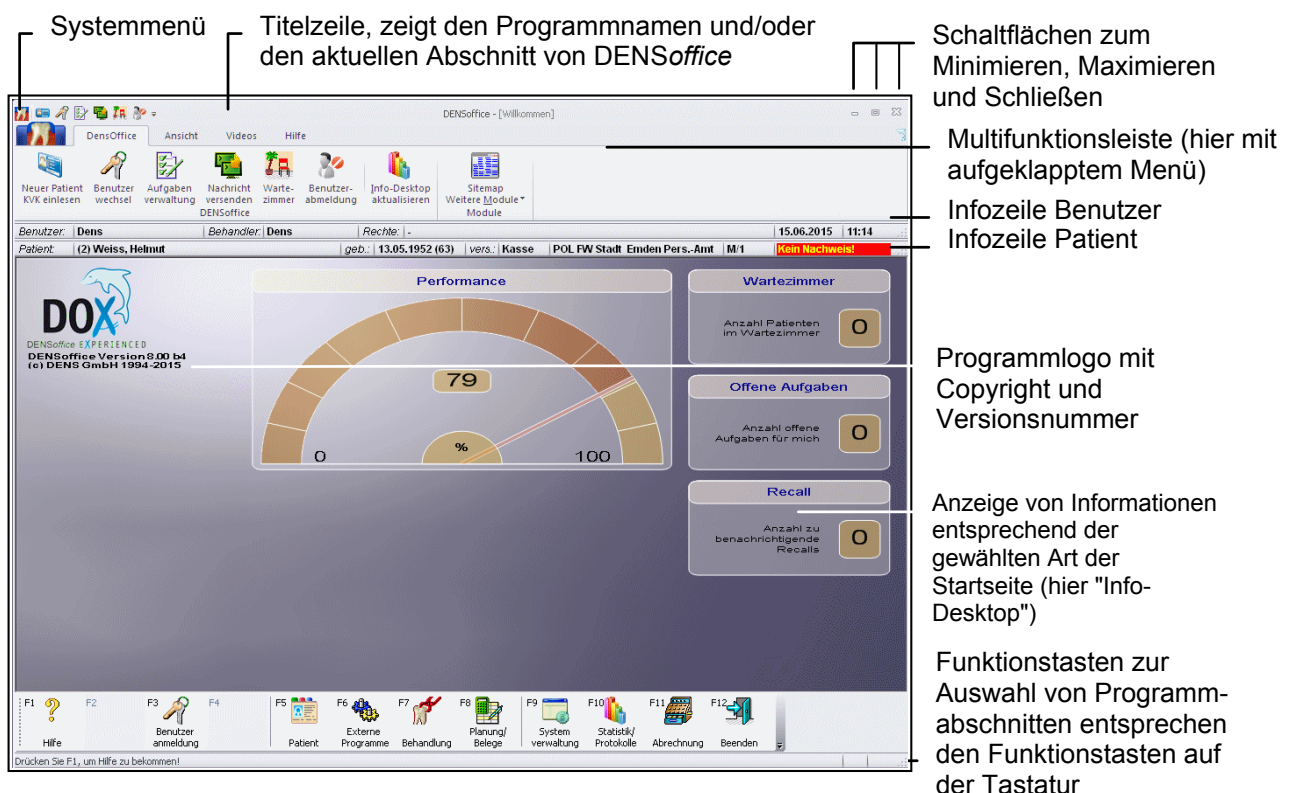 Systemmenü
Titelzeile, zeigt den Programmnamen und/oder
den aktuellen Abschnitt von DENSoffice
Schaltflächen zum
Minimieren, Maximieren
und Schließen
Multifunktionsleiste (hier mit
aufgeklapptem Menü)
Infozeile Benutzer
Infozeile Patient
Programmlogo mit
Copyright und
Versionsnummer
Anzeige von Informationen
entsprechend der
gewählten Art der
Startseite (hier "Info-
Desktop")
Funktionstasten zur
Auswahl von Programm-
abschnitten entsprechen
den Funktionstasten auf
der Tastatur
DENSoffice - [Willkommen]
DensOffice Ansicht Videos Hilfe
Neuer Patient Benutzer Aufgaben Nachricht Warte- Benutzer- Info-Desktop Sitemap
KVK einlesen wechsel verwaltung versenden zimmer abmeldung aktualisieren Weitere Module
DENSoffice Module
Benutzer: Dens Behandler: Dens Rechte: - 15.06.2015 11:14
Patient: (2) Weiss, Helmut geb.: 13.05.1952 (63) vers.: Kasse POL FW Stadt Emden Pers.-Amt M/1 Kein Nachweis!
DOX
DENSoffice EXPERIENCED
DENSoffice Version 8.00 b4
(c) DENS GmbH 1994-2015
Performance
79
%
0 100
Wartezimmer
Anzahl Patienten
im Wartezimmer
0
Offene Aufgaben
Anzahl offene
Aufgaben für mich
0
Recall
Anzahl zu
benachrichtigende
Recalls
0
F1 F2 F3 F4 F5 F6 F7 F8 F9 F10 F11 F12
Hilfe Benutzer anmeldung Patient Externe Programme Behandlung Planung/ Belege System verwaltung Statistik/ Protokolle Abrechnung Beenden
Drücken Sie F1, um Hilfe zu bekommen!